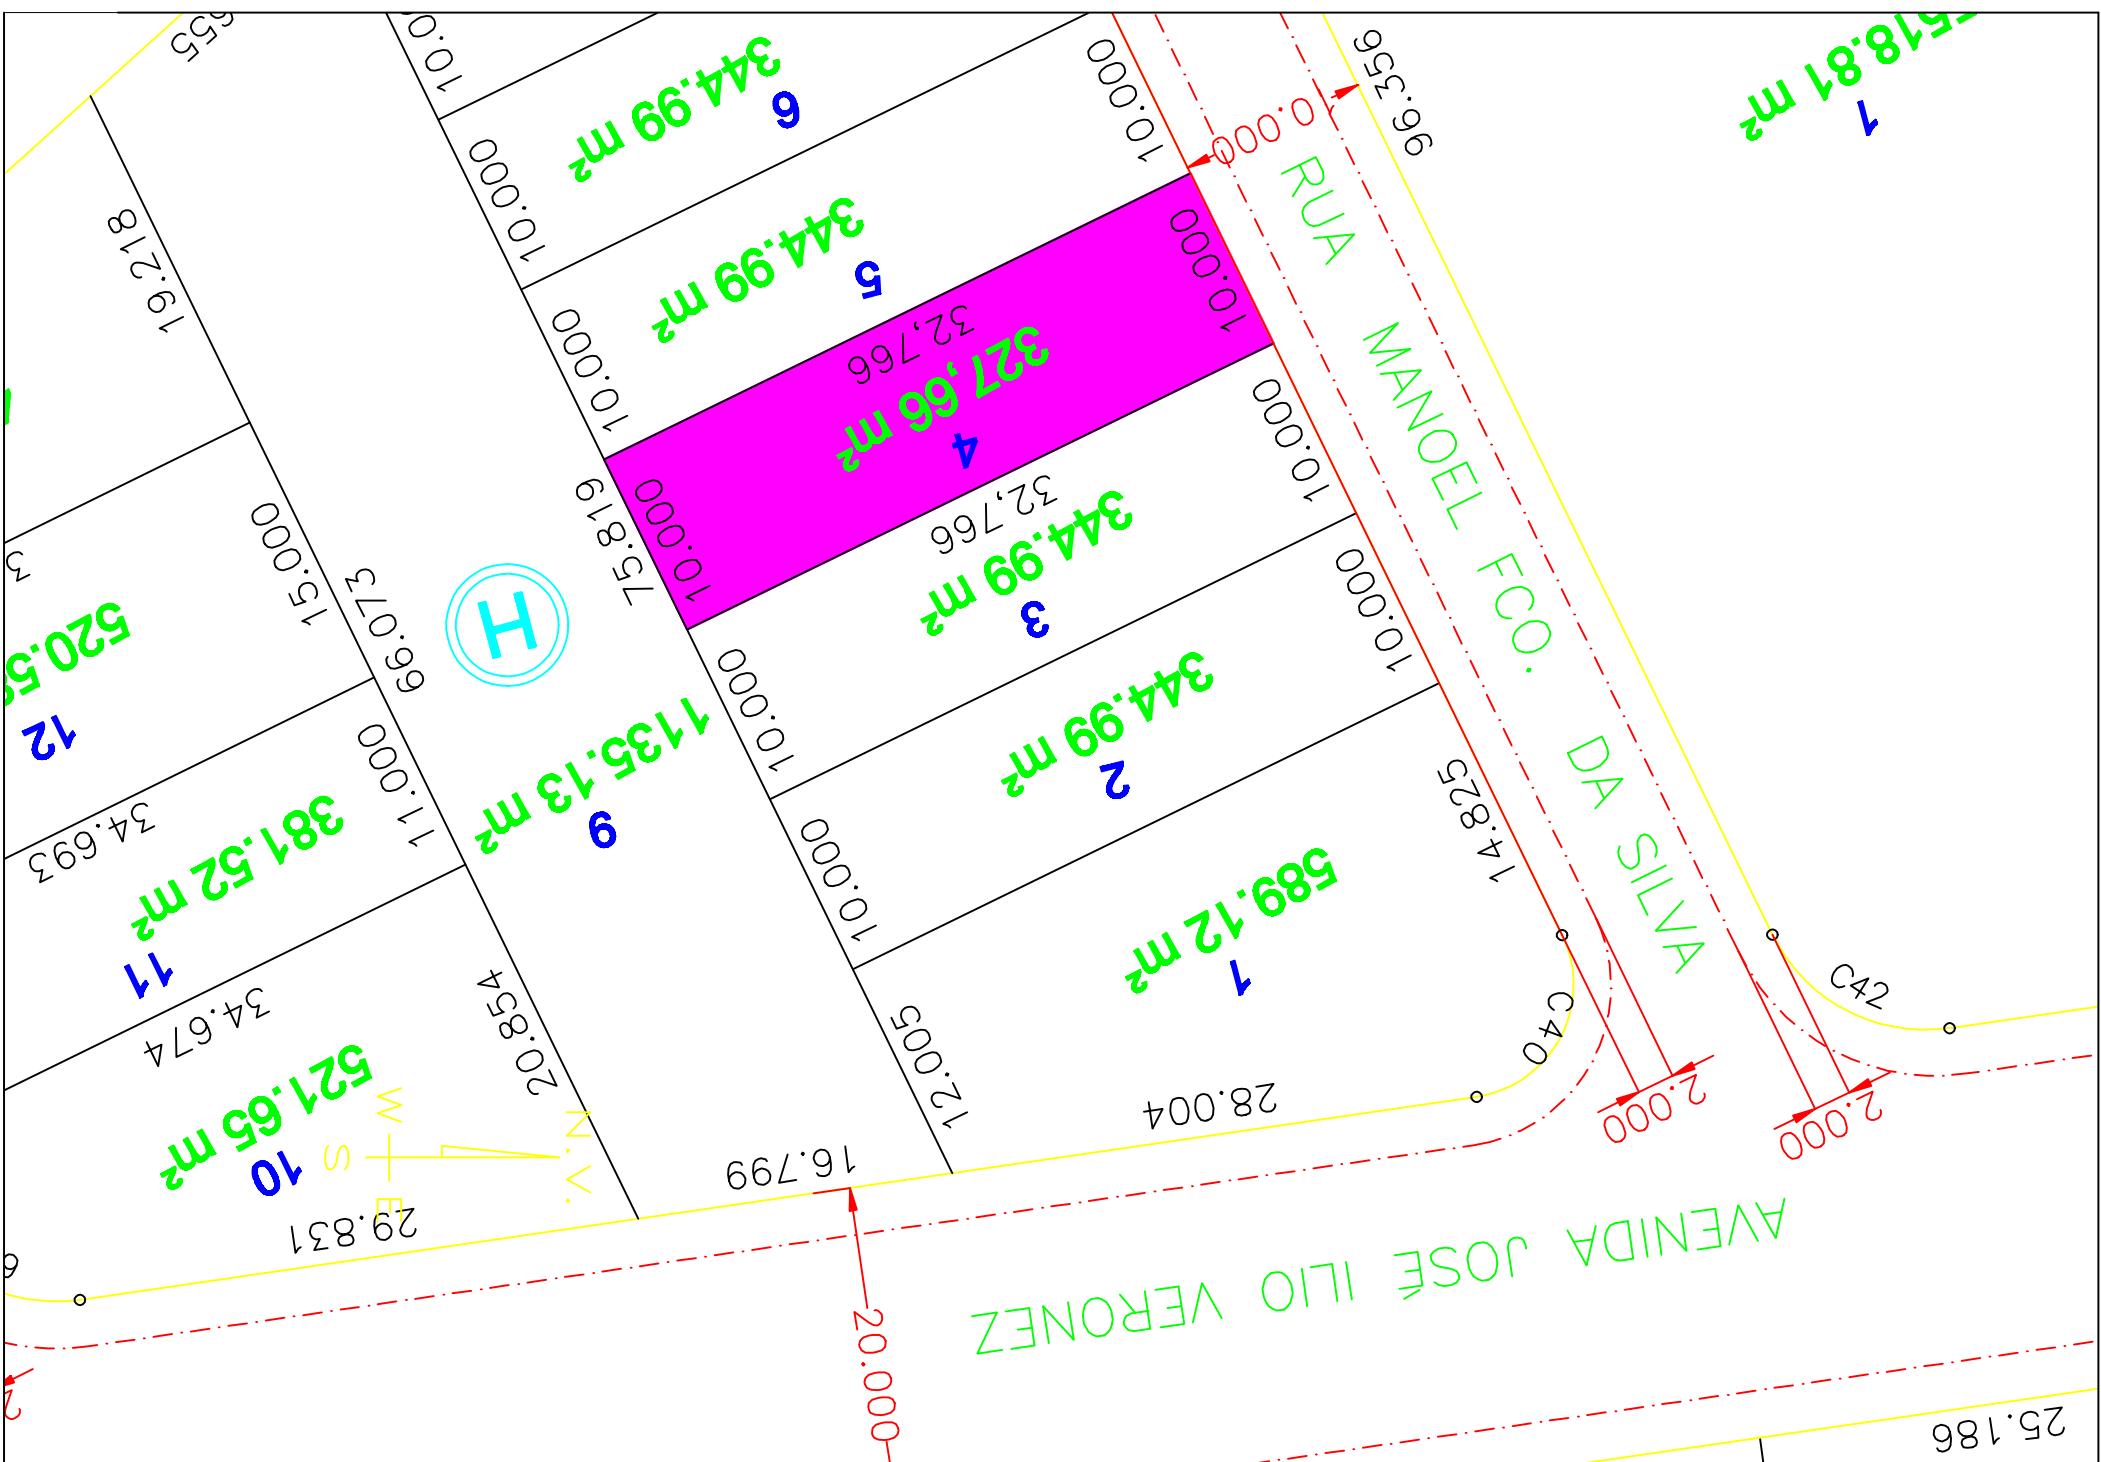 10.000
10.000
10.000
10.000
10.000
10.000
10.000
344.99 m²
6
344.99 m²
5
10.000
10.000
32,766
327,66 m²
4
10.000
32,766
344.99 m²
3
10.000
10.000
344.99 m²
2
14.825
589.12 m²
1
12.005
28.004
C40
75.819
H
1135.13 m²
9
16.799
66.073
19.218
15.000
12
34.693
11.000
381.52 m²
11
34.674
20.854
521.65 m²
10
29.831
N.V.
S
W
E
96.356
518.81 m²
1
RUA MANOEL FCO. DA SILVA
C42
2.000
2.000
AVENIDA JOSÉ ILIO VERONEZ
20.000
25.186